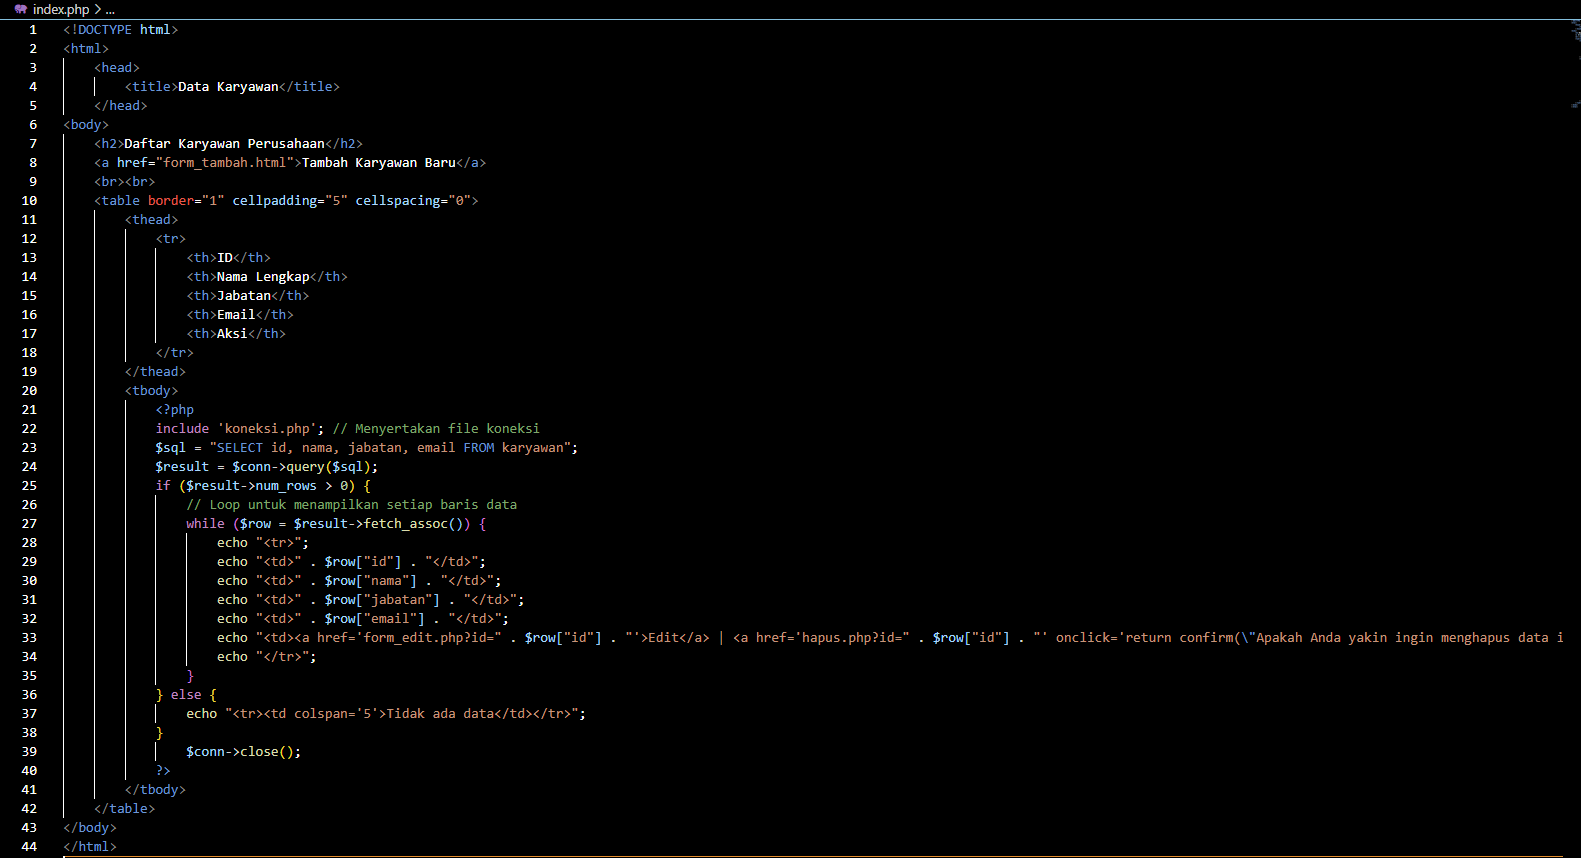 index.php > ...
1 <!DOCTYPE html>
2 <html>
3 <head>
4 <title>Data Karyawan</title>
5 </head>
6 <body>
7 <h2>Daftar Karyawan Perusahaan</h2>
8 <a href="form_tambah.html">Tambah Karyawan Baru</a>
9 <br><br>
10 <table border="1" cellpadding="5" cellspacing="0">
11 <thead>
12 <tr>
13 <th>ID</th>
14 <th>Nama Lengkap</th>
15 <th>Jabatan</th>
16 <th>Email</th>
17 <th>Aksi</th>
18 </tr>
19 </thead>
20 <tbody>
21 <?php
22 include 'koneksi.php'; // Menyertakan file koneksi
23 $sql = "SELECT id, nama, jabatan, email FROM karyawan";
24 $result = $conn->query($sql);
25 if ($result->num_rows > 0) {
26 // Loop untuk menampilkan setiap baris data
27 while ($row = $result->fetch_assoc()) {
28 echo "<tr>";
29 echo "<td>" . $row["id"] . "</td>";
30 echo "<td>" . $row["nama"] . "</td>";
31 echo "<td>" . $row["jabatan"] . "</td>";
32 echo "<td>" . $row["email"] . "</td>";
33 echo "<td><a href='form_edit.php?id=" . $row["id"] . "'>Edit</a> | <a href='hapus.php?id=" . $row["id"] . "' onclick='return confirm(\"Apakah Anda yakin ingin menghapus data i
34 echo "</tr>";
35 }
36 } else {
37 echo "<tr><td colspan='5'>Tidak ada data</td></tr>";
38 }
39 $conn->close();
40 ?>
41 </tbody>
42 </table>
43 </body>
44 </html>